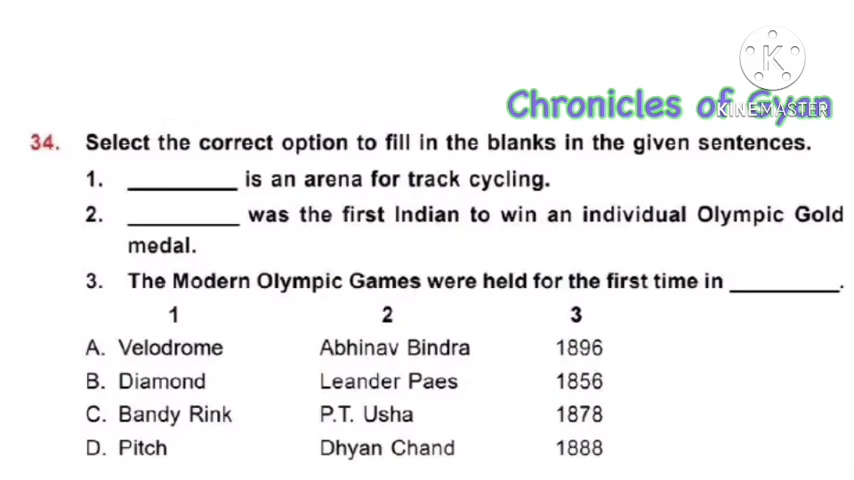 Chronicles of Gyan
KINEMASTER
34. Select the correct option to fill in the blanks in the given sentences.
1. _________ is an arena for track cycling.
2. _________ was the first Indian to win an individual Olympic Gold
medal.
3. The Modern Olympic Games were held for the first time in _________.
1 2 3
A. Velodrome Abhinav Bindra 1896
B. Diamond Leander Paes 1856
C. Bandy Rink P.T. Usha 1878
D. Pitch Dhyan Chand 1888